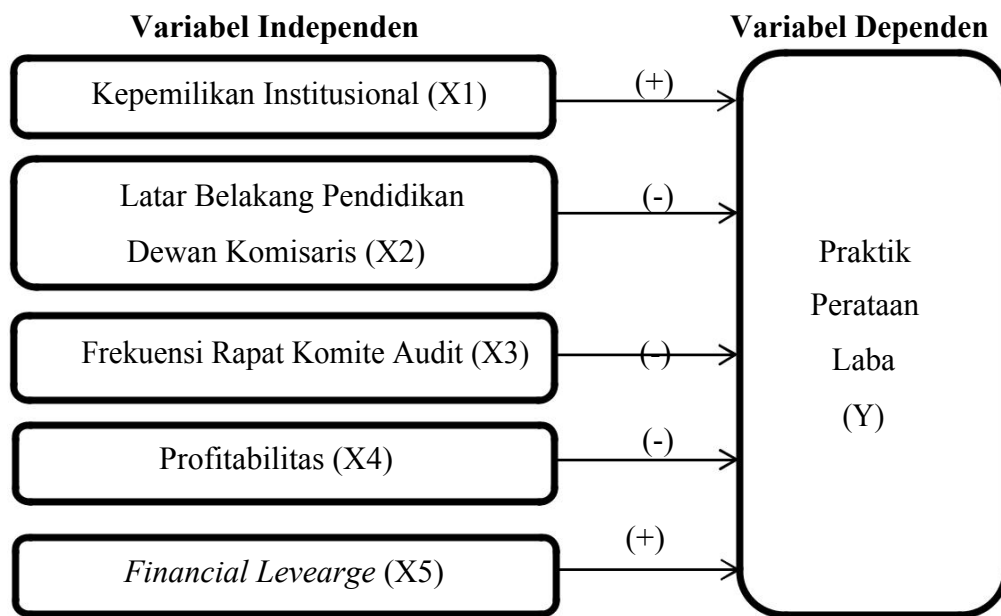 Variabel Independen
Variabel Dependen
Kepemilikan Institusional (X1)
(+)
Latar Belakang Pendidikan
Dewan Komisaris (X2)
(-)
Frekuensi Rapat Komite Audit (X3)
(-)
Profitabilitas (X4)
(-)
Financial Levearge (X5)
(+)
Praktik
Perataan
Laba
(Y)